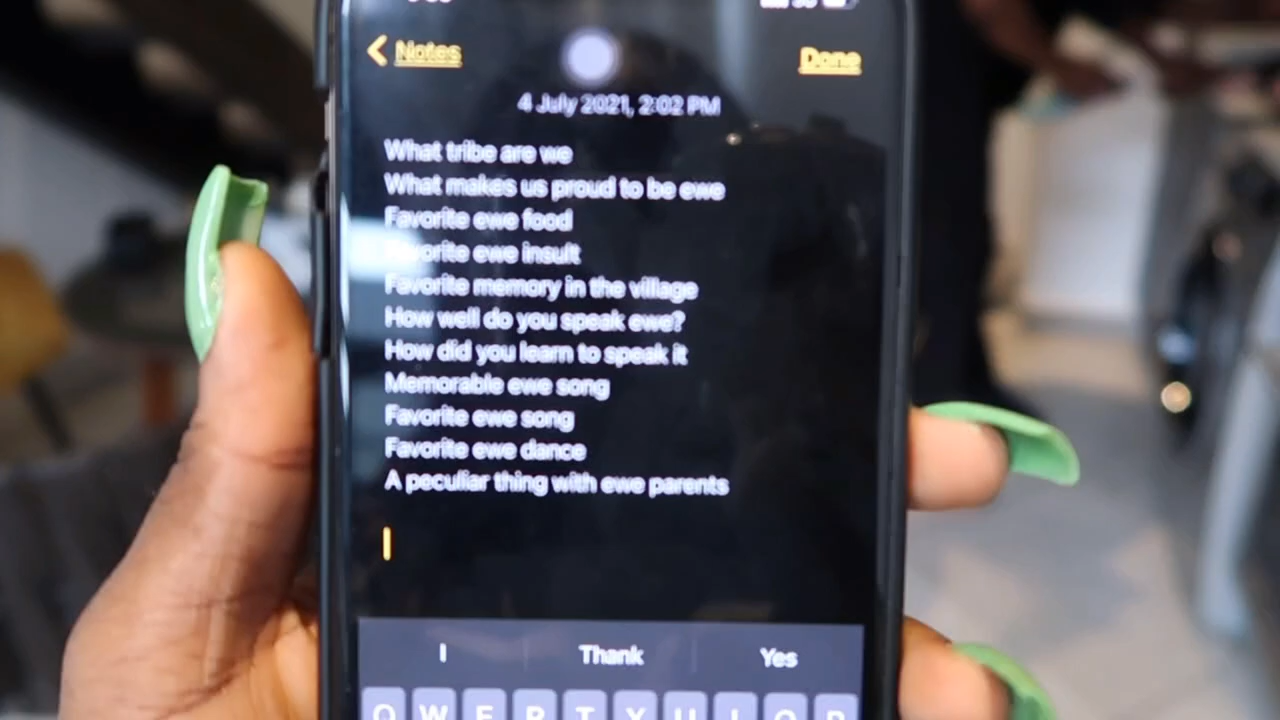 Notes
Done
4 July 2021, 2:02 PM
What tribe are we
What makes us proud to be ewe
Favorite ewe food
Favorite ewe insult
Favorite memory in the village
How well do you speak ewe?
How did you learn to speak it
Memorable ewe song
Favorite ewe song
Favorite ewe dance
A peculiar thing with ewe parents
I Thank Yes
Q W E R T Y U I O P